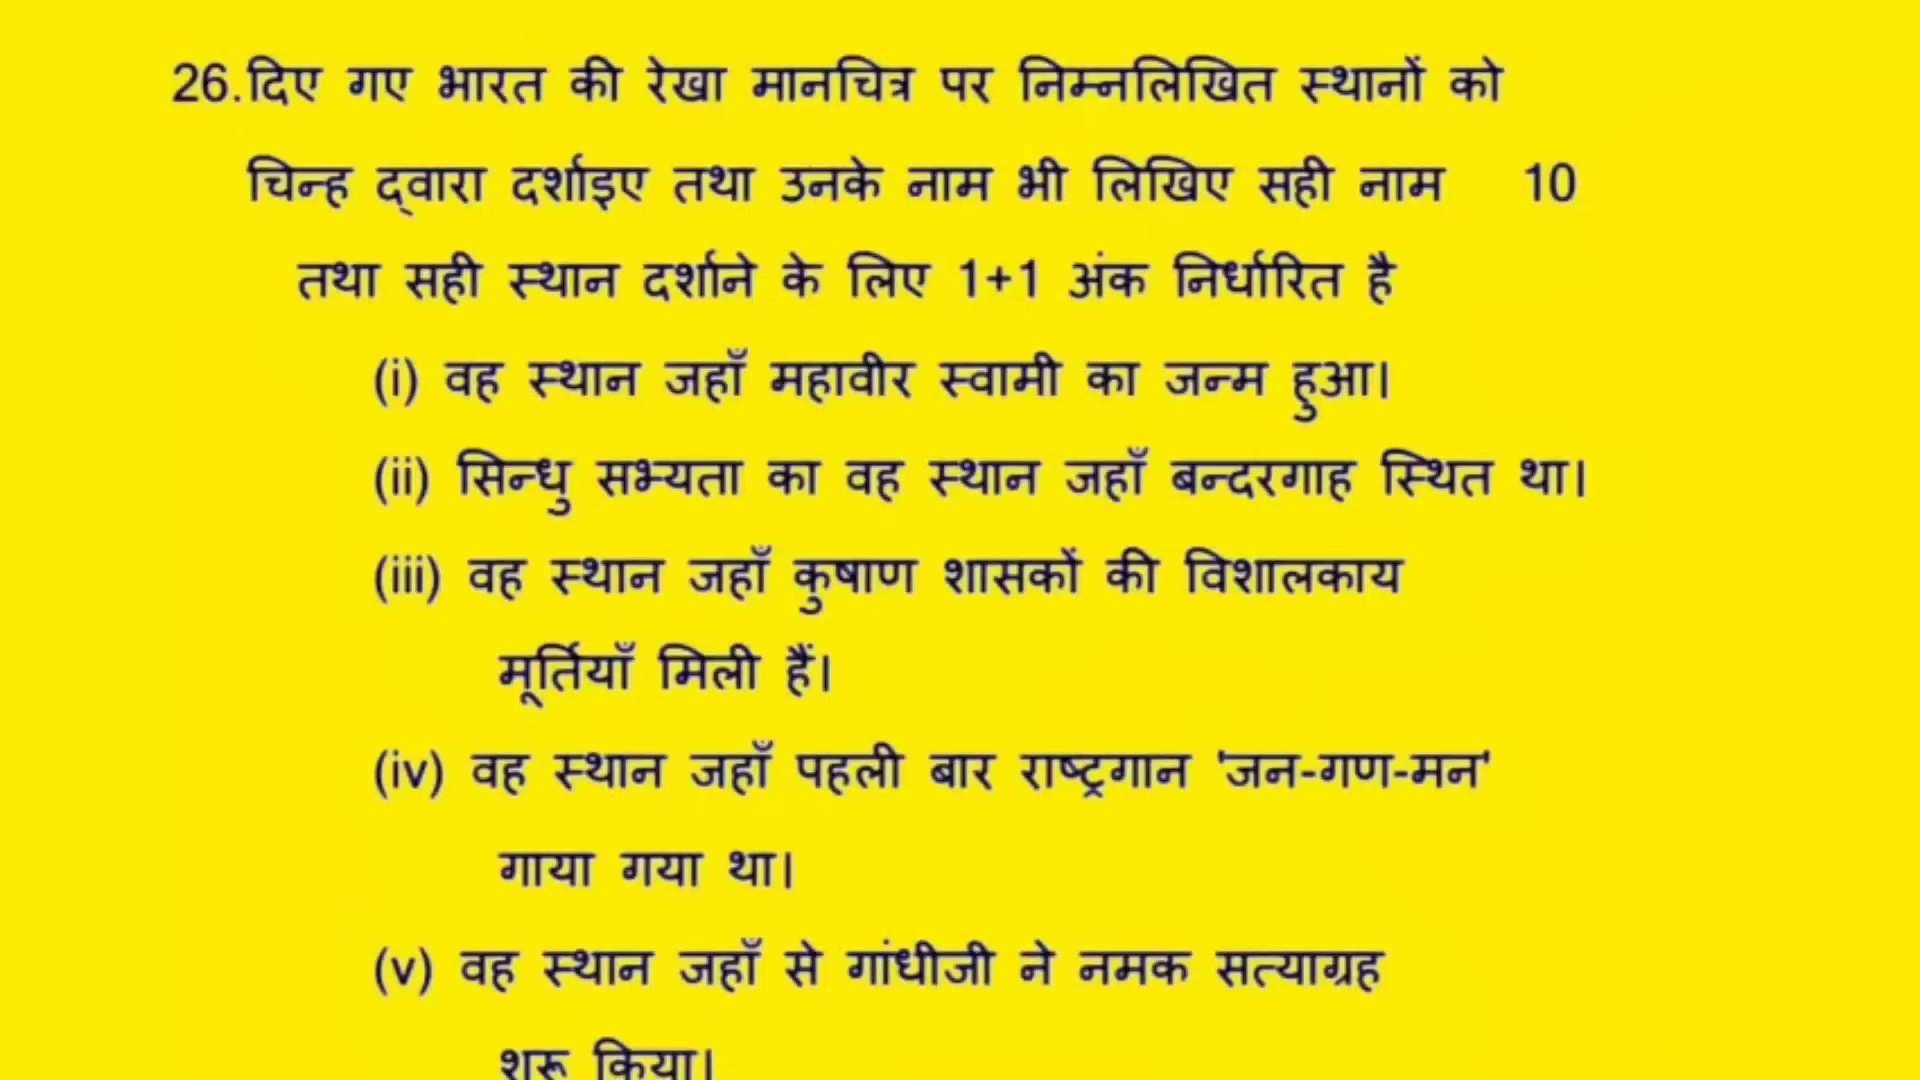 26.दिए गए भारत की रेखा मानचित्र पर निम्नलिखित स्थानों को
चिन्ह द्वारा दर्शाइए तथा उनके नाम भी लिखिए सही नाम 10
तथा सही स्थान दर्शाने के लिए 1+1 अंक निर्धारित है
(i) वह स्थान जहाँ महावीर स्वामी का जन्म हुआ।
(ii) सिन्धु सभ्यता का वह स्थान जहाँ बन्दरगाह स्थित था।
(iii) वह स्थान जहाँ कुषाण शासकों की विशालकाय
मूर्तियाँ मिली हैं।
(iv) वह स्थान जहाँ पहली बार राष्ट्रगान 'जन-गण-मन'
गाया गया था।
(v) वह स्थान जहाँ से गांधीजी ने नमक सत्याग्रह
शुरू किया।